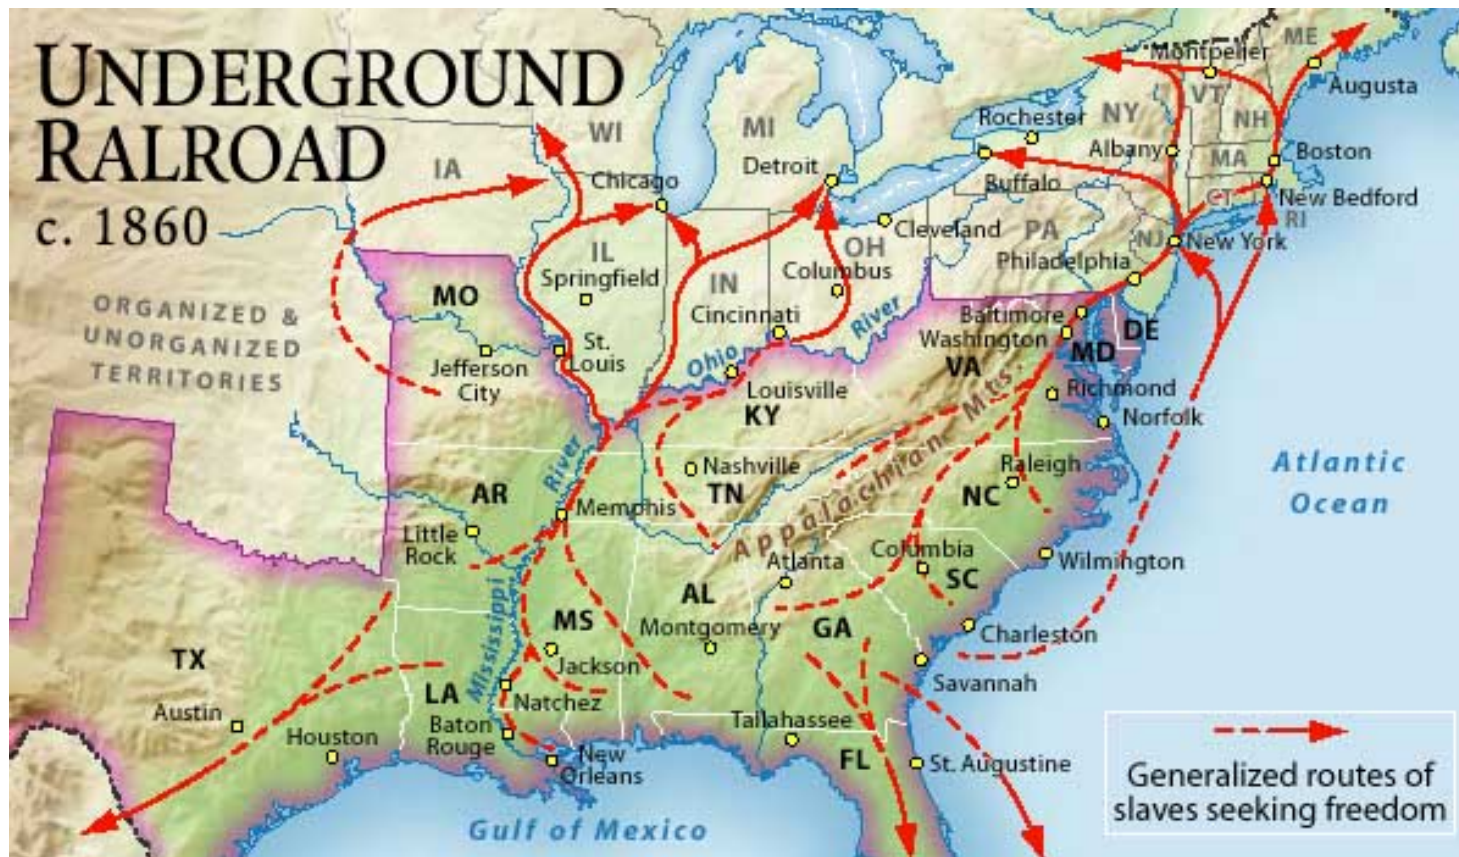 UNDERGROUND
RALROAD
c. 1860
ORGANIZED &
UNORGANIZED
TERRITORIES
IA
WI
MI
Chicago
Detroit
IL
Springfield
IN
OH
Columbus
Cincinnati
Cleveland
Rochester
Buffalo
NY
Albany
Montpelier
VT
NH
ME
Augusta
MA
Boston
CT
New Bedford
RI
PA
NJ
New York
Philadelphia
Baltimore
Washington
MD
DE
VA
Richmond
Norfolk
MO
Jefferson
City
St.
Louis
Ohio
River
Louisville
KY
Nashville
TN
Appalachian Mts.
Raleigh
NC
Atlantic
Ocean
AR
River
Memphis
Little
Rock
Mississippi
MS
Jackson
Natchez
AL
Montgomery
Atlanta
GA
Columbia
SC
Wilmington
Charleston
Savannah
TX
Austin
Houston
LA
Baton
Rouge
New
Orleans
Tallahassee
FL
St. Augustine
Gulf of Mexico
Generalized routes of
slaves seeking freedom